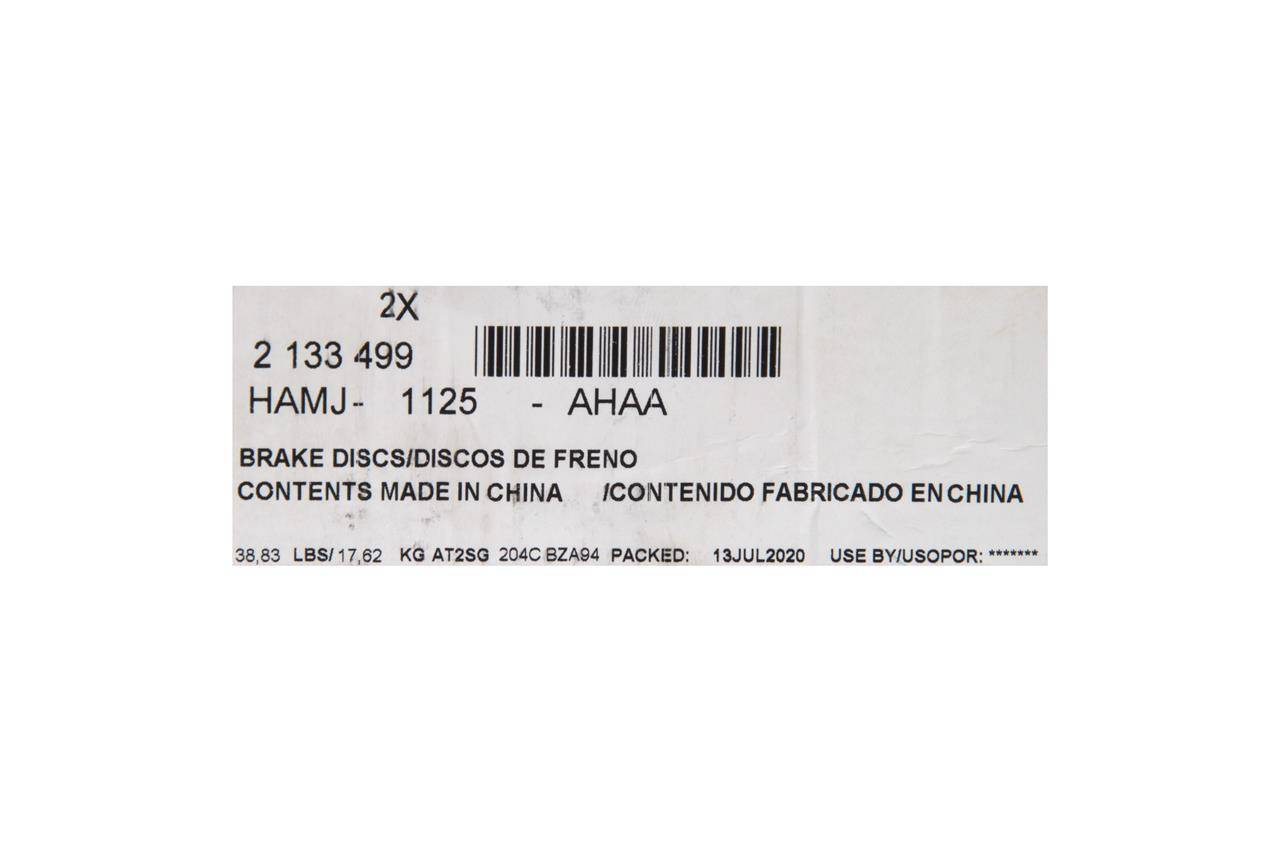 2X
2 133 499
HAMJ- 1125 - AHAA
BRAKE DISCS/DISCOS DE FRENO
CONTENTS MADE IN CHINA /CONTENIDO FABRICADO EN CHINA
38,83 LBS/ 17,62 KG AT2SG 204C BZA94 PACKED: 13JUL2020 USE BY/USOPOR: *******